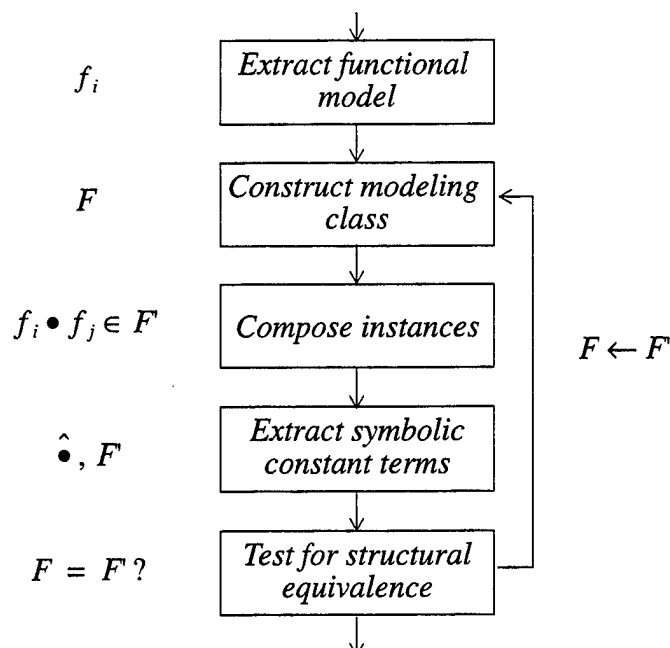 f_i
Extract functional
model
F
Construct modeling
class
f_i • f_j ∈ F'
Compose instances
F ← F'
•̂ , F'
Extract symbolic
constant terms
F = F' ?
Test for structural
equivalence